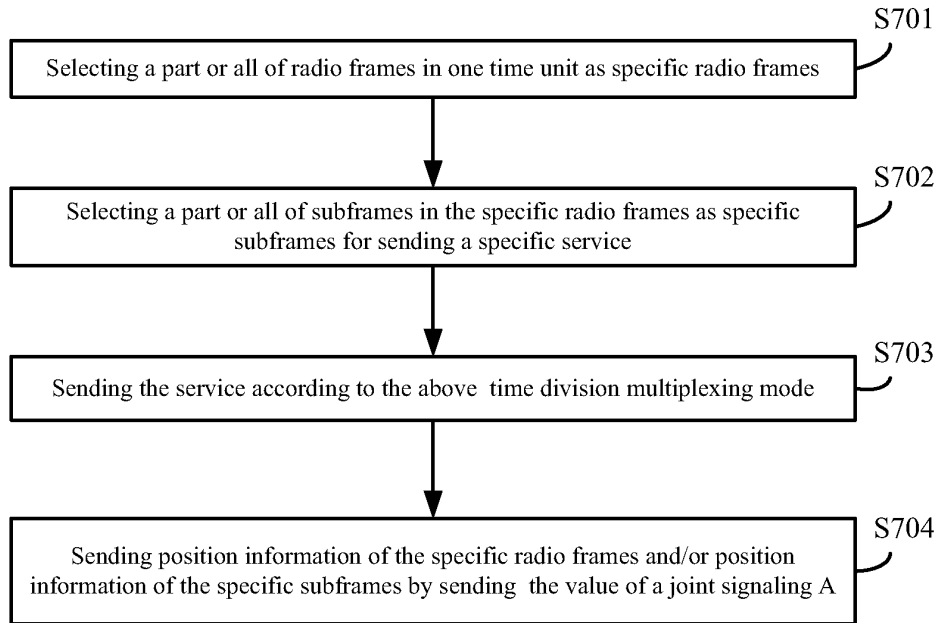 S701
Selecting a part or all of radio frames in one time unit as specific radio frames
S702
Selecting a part or all of subframes in the specific radio frames as specific
subframes for sending a specific service
S703
Sending the service according to the above time division multiplexing mode
S704
Sending position information of the specific radio frames and/or position
information of the specific subframes by sending the value of a joint signaling A